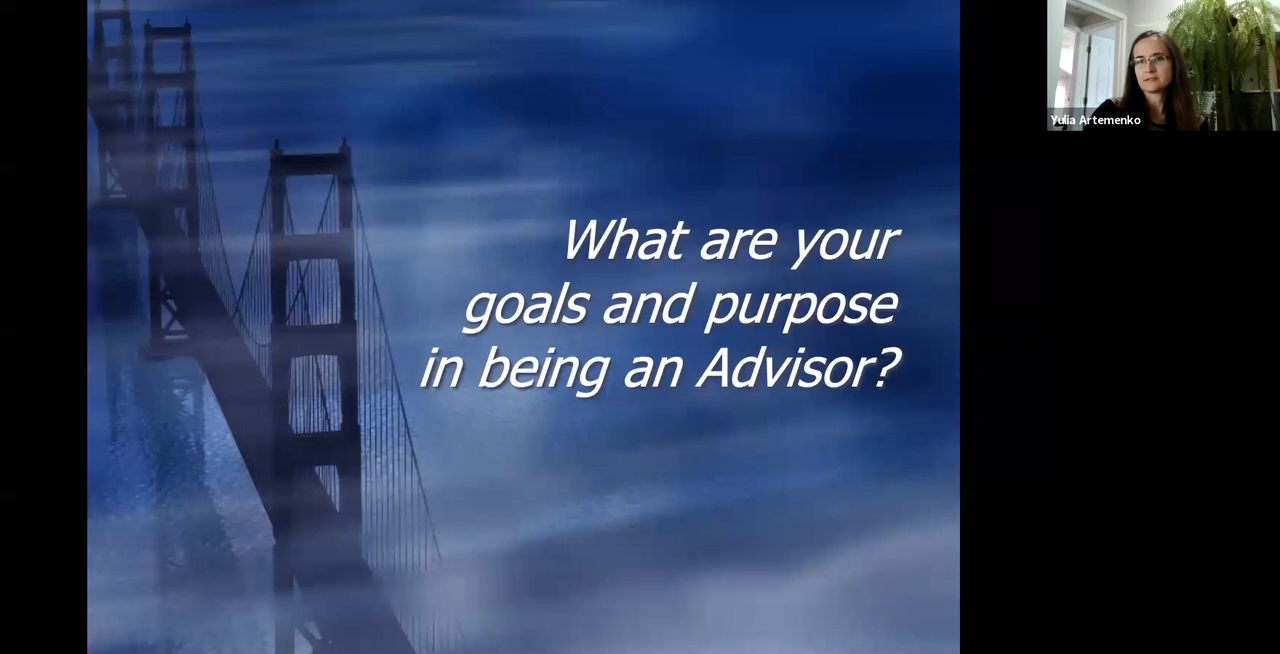 What are your
goals and purpose
in being an Advisor?
Yulia Artemenko